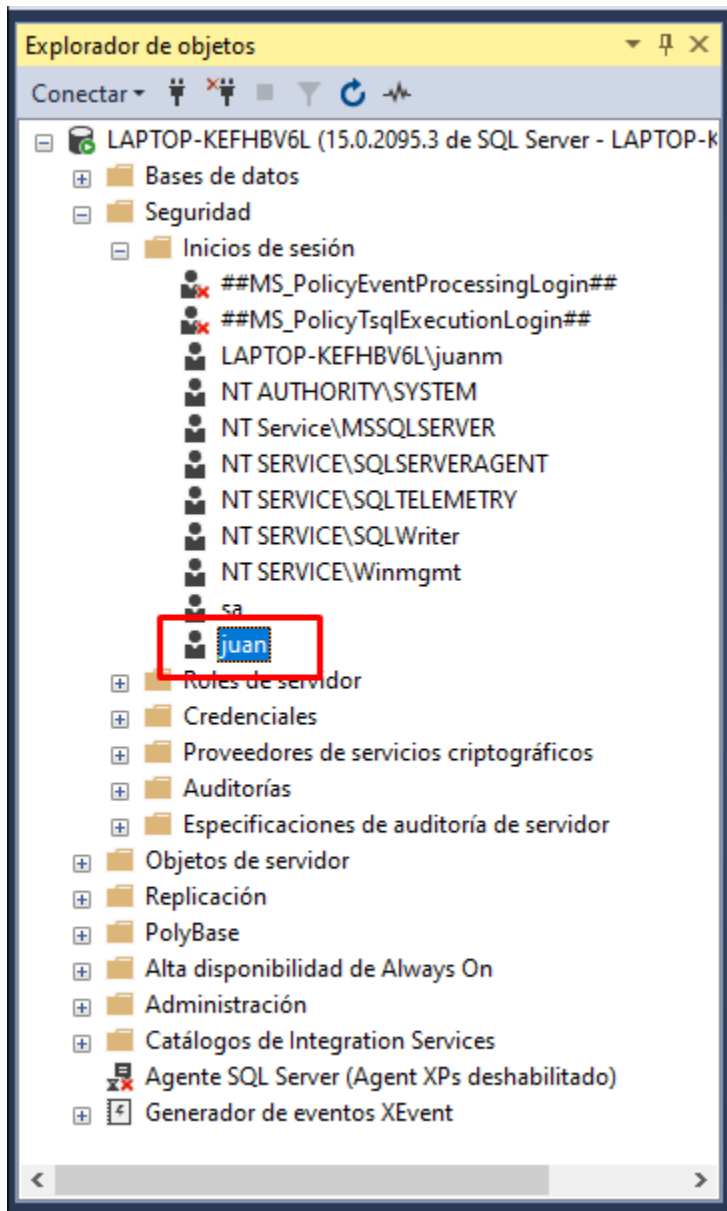 Explorador de objetos
Conectar
LAPTOP-KEFHBV6L (15.0.2095.3 de SQL Server - LAPTOP-K
Bases de datos
Seguridad
Inicios de sesión
##MS_PolicyEventProcessingLogin##
##MS_PolicyTsqlExecutionLogin##
LAPTOP-KEFHBV6L\juanm
NT AUTHORITY\SYSTEM
NT Service\MSSQLSERVER
NT SERVICE\SQLSERVERAGENT
NT SERVICE\SQLTELEMETRY
NT SERVICE\SQLWriter
NT SERVICE\Winmgmt
sa
juan
Roles de servidor
Credenciales
Proveedores de servicios criptográficos
Auditorías
Especificaciones de auditoría de servidor
Objetos de servidor
Replicación
PolyBase
Alta disponibilidad de Always On
Administración
Catálogos de Integration Services
Agente SQL Server (Agent XPs deshabilitado)
Generador de eventos XEvent